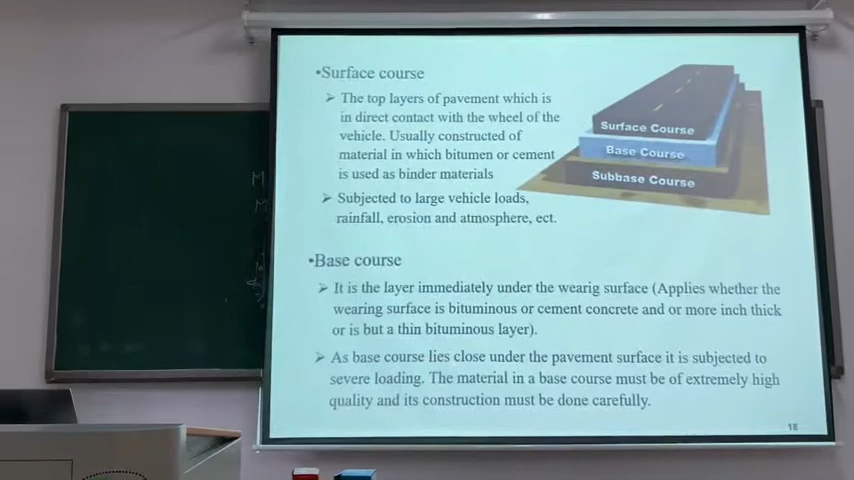 •Surface course
➢ The top layers of pavement which is
in direct contact with the wheel of the
vehicle. Usually constructed of
material in which bitumen or cement
is used as binder materials
➢ Subjected to large vehicle loads,
rainfall, erosion and atmosphere, ect.
Surface Course
Base Course
Subbase Course
•Base course
➢ It is the layer immediately under the wearig surface (Applies whether the
wearing surface is bituminous or cement concrete and or more inch thick
or is but a thin bituminous layer).
➢ As base course lies close under the pavement surface it is subjected to
severe loading. The material in a base course must be of extremely high
quality and its construction must be done carefully.
18